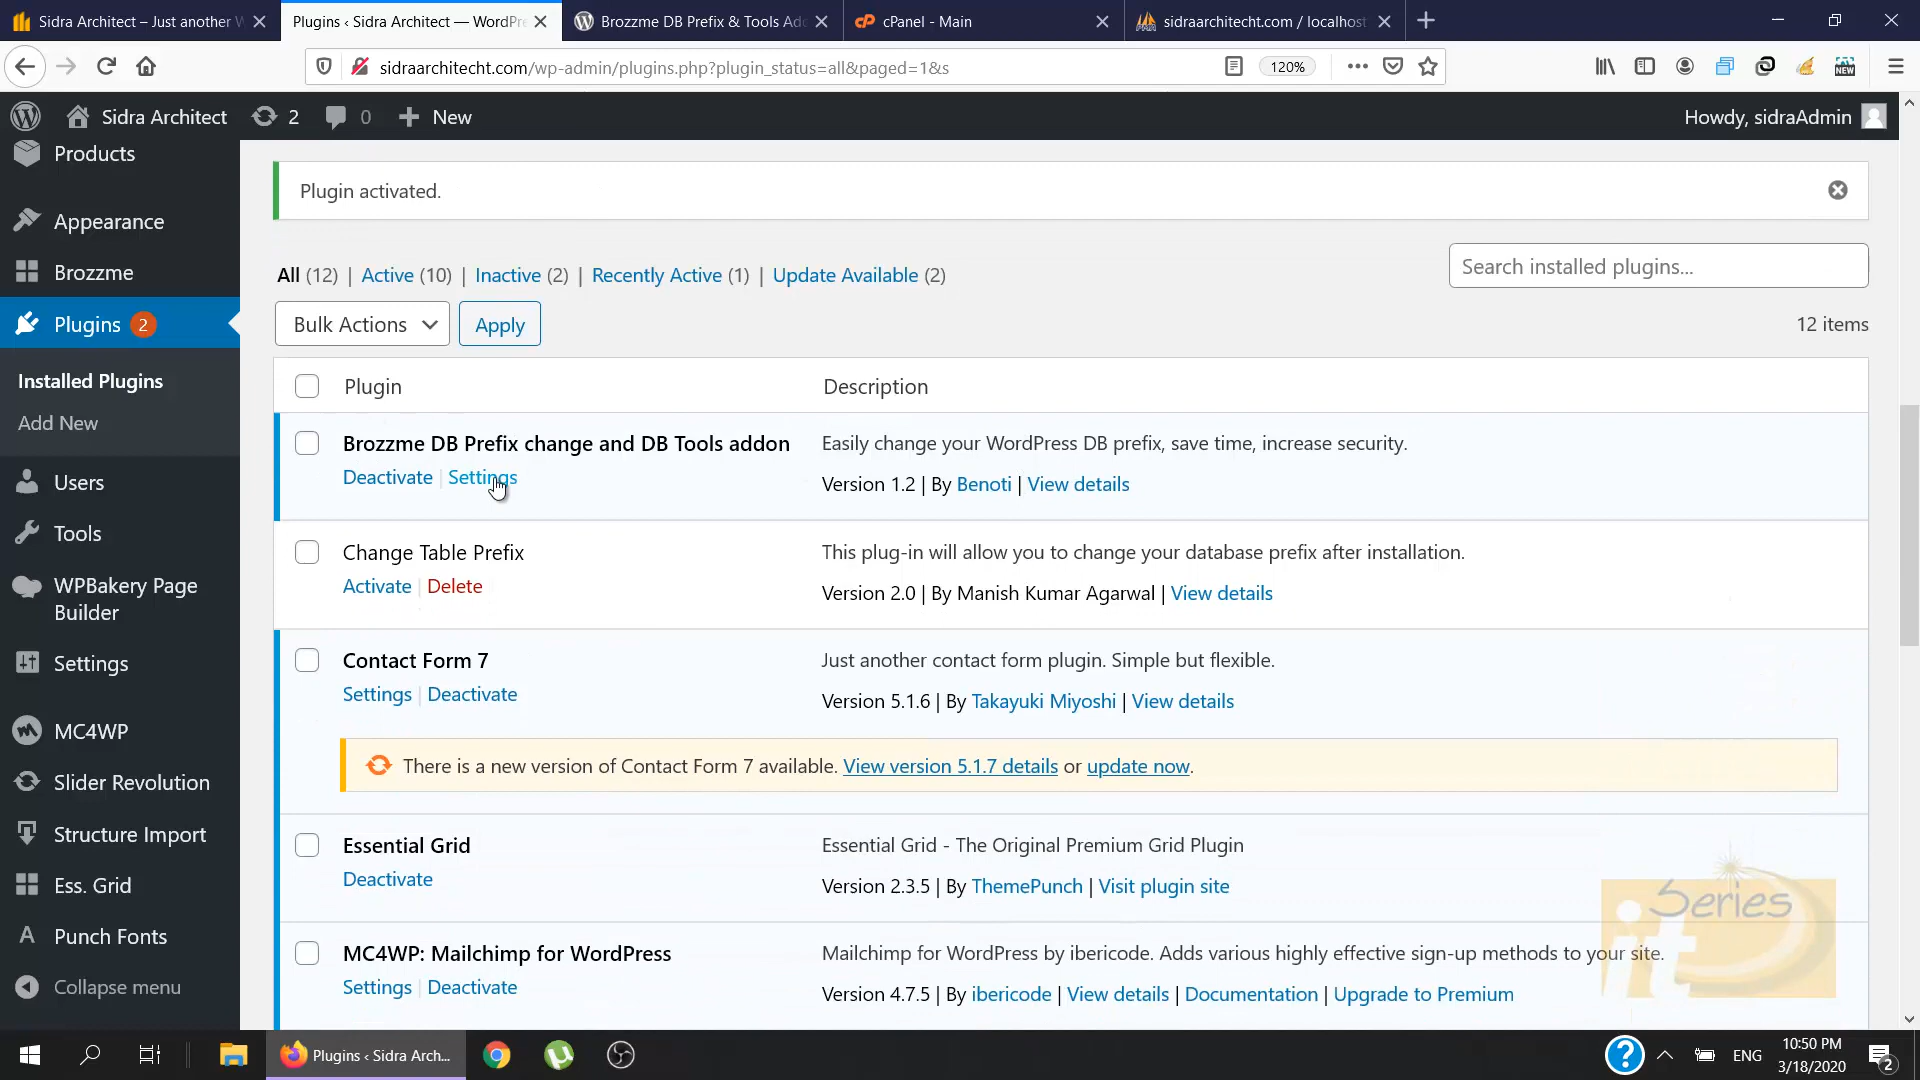 Sidra Architect – Just another W
Plugins ‹ Sidra Architect — WordPre
Brozzme DB Prefix & Tools Add
cPanel - Main
sidraarchitecht.com / localhost
sidraarchitecht.com/wp-admin/plugins.php?plugin_status=all&paged=1&s
120%
NEW
Sidra Architect
2
0
New
Howdy, sidraAdmin
Products
Appearance
Brozzme
Plugins 2
Installed Plugins
Add New
Users
Tools
WPBakery Page
Builder
Settings
MC4WP
Slider Revolution
Structure Import
Ess. Grid
Punch Fonts
Collapse menu
Plugin activated.
All (12) | Active (10) | Inactive (2) | Recently Active (1) | Update Available (2)
Search installed plugins...
Bulk Actions
Apply
12 items
Plugin
Description
Brozzme DB Prefix change and DB Tools addon
Deactivate | Settings
Easily change your WordPress DB prefix, save time, increase security.
Version 1.2 | By Benoti | View details
Change Table Prefix
Activate | Delete
This plug-in will allow you to change your database prefix after installation.
Version 2.0 | By Manish Kumar Agarwal | View details
Contact Form 7
Settings | Deactivate
Just another contact form plugin. Simple but flexible.
Version 5.1.6 | By Takayuki Miyoshi | View details
There is a new version of Contact Form 7 available. View version 5.1.7 details or update now.
Essential Grid
Deactivate
Essential Grid - The Original Premium Grid Plugin
Version 2.3.5 | By ThemePunch | Visit plugin site
MC4WP: Mailchimp for WordPress
Settings | Deactivate
Mailchimp for WordPress by ibericode. Adds various highly effective sign-up methods to your site.
Version 4.7.5 | By ibericode | View details | Documentation | Upgrade to Premium
Series
it
Plugins ‹ Sidra Arch...
ENG
10:50 PM
3/18/2020
2